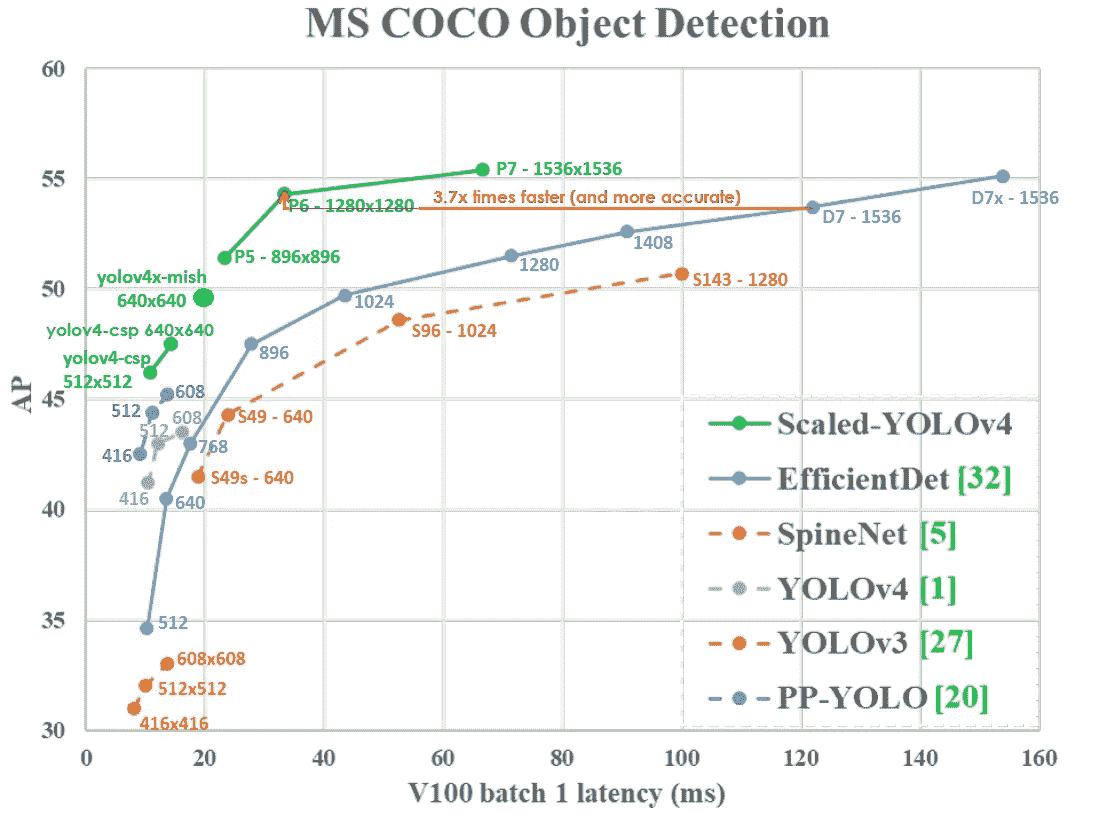 MS COCO Object Detection
60
55
50
45
40
35
30
AP
P7 - 1536x1536
3.7x times faster (and more accurate)
P6 - 1280x1280
D7x - 1536
D7 - 1536
P5 - 896x896
1408
1280
yolov4x-mish
640x640
S143 - 1280
1024
yolov4-csp 640x640
S96 - 1024
896
yolov4-csp
512x512
608
512
608
512
S49 - 640
768
416
S49s - 640
416
640
512
608x608
512x512
416x416
Scaled-YOLOv4
EfficientDet [32]
SpineNet [5]
YOLOv4 [1]
YOLOv3 [27]
PP-YOLO [20]
0 20 40 60 80 100 120 140 160
V100 batch 1 latency (ms)